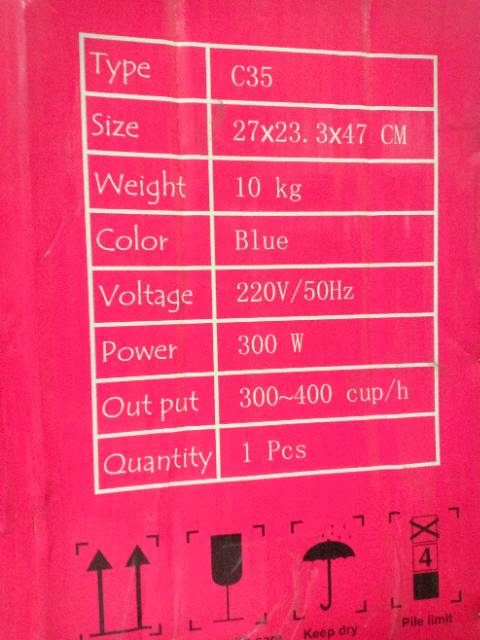 Type C35
Size 27x23.3x47 CM
Weight 10 kg
Color Blue
Voltage 220V/50Hz
Power 300 W
Out put 300~400 cup/h
Quantity 1 Pcs
4
Keep dry
Pile limit